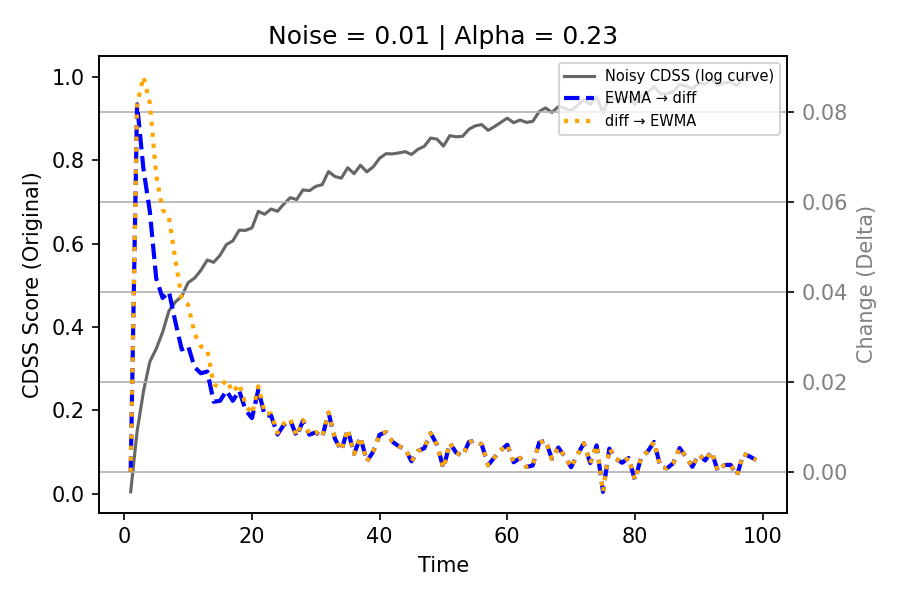 Noise = 0.01 | Alpha = 0.23
Noisy CDSS (log curve)
EWMA → diff
diff → EWMA
CDSS Score (Original)
1.0
0.8
0.6
0.4
0.2
0.0
0.08
0.06
0.04
0.02
0.00
Change (Delta)
0 20 40 60 80 100
Time